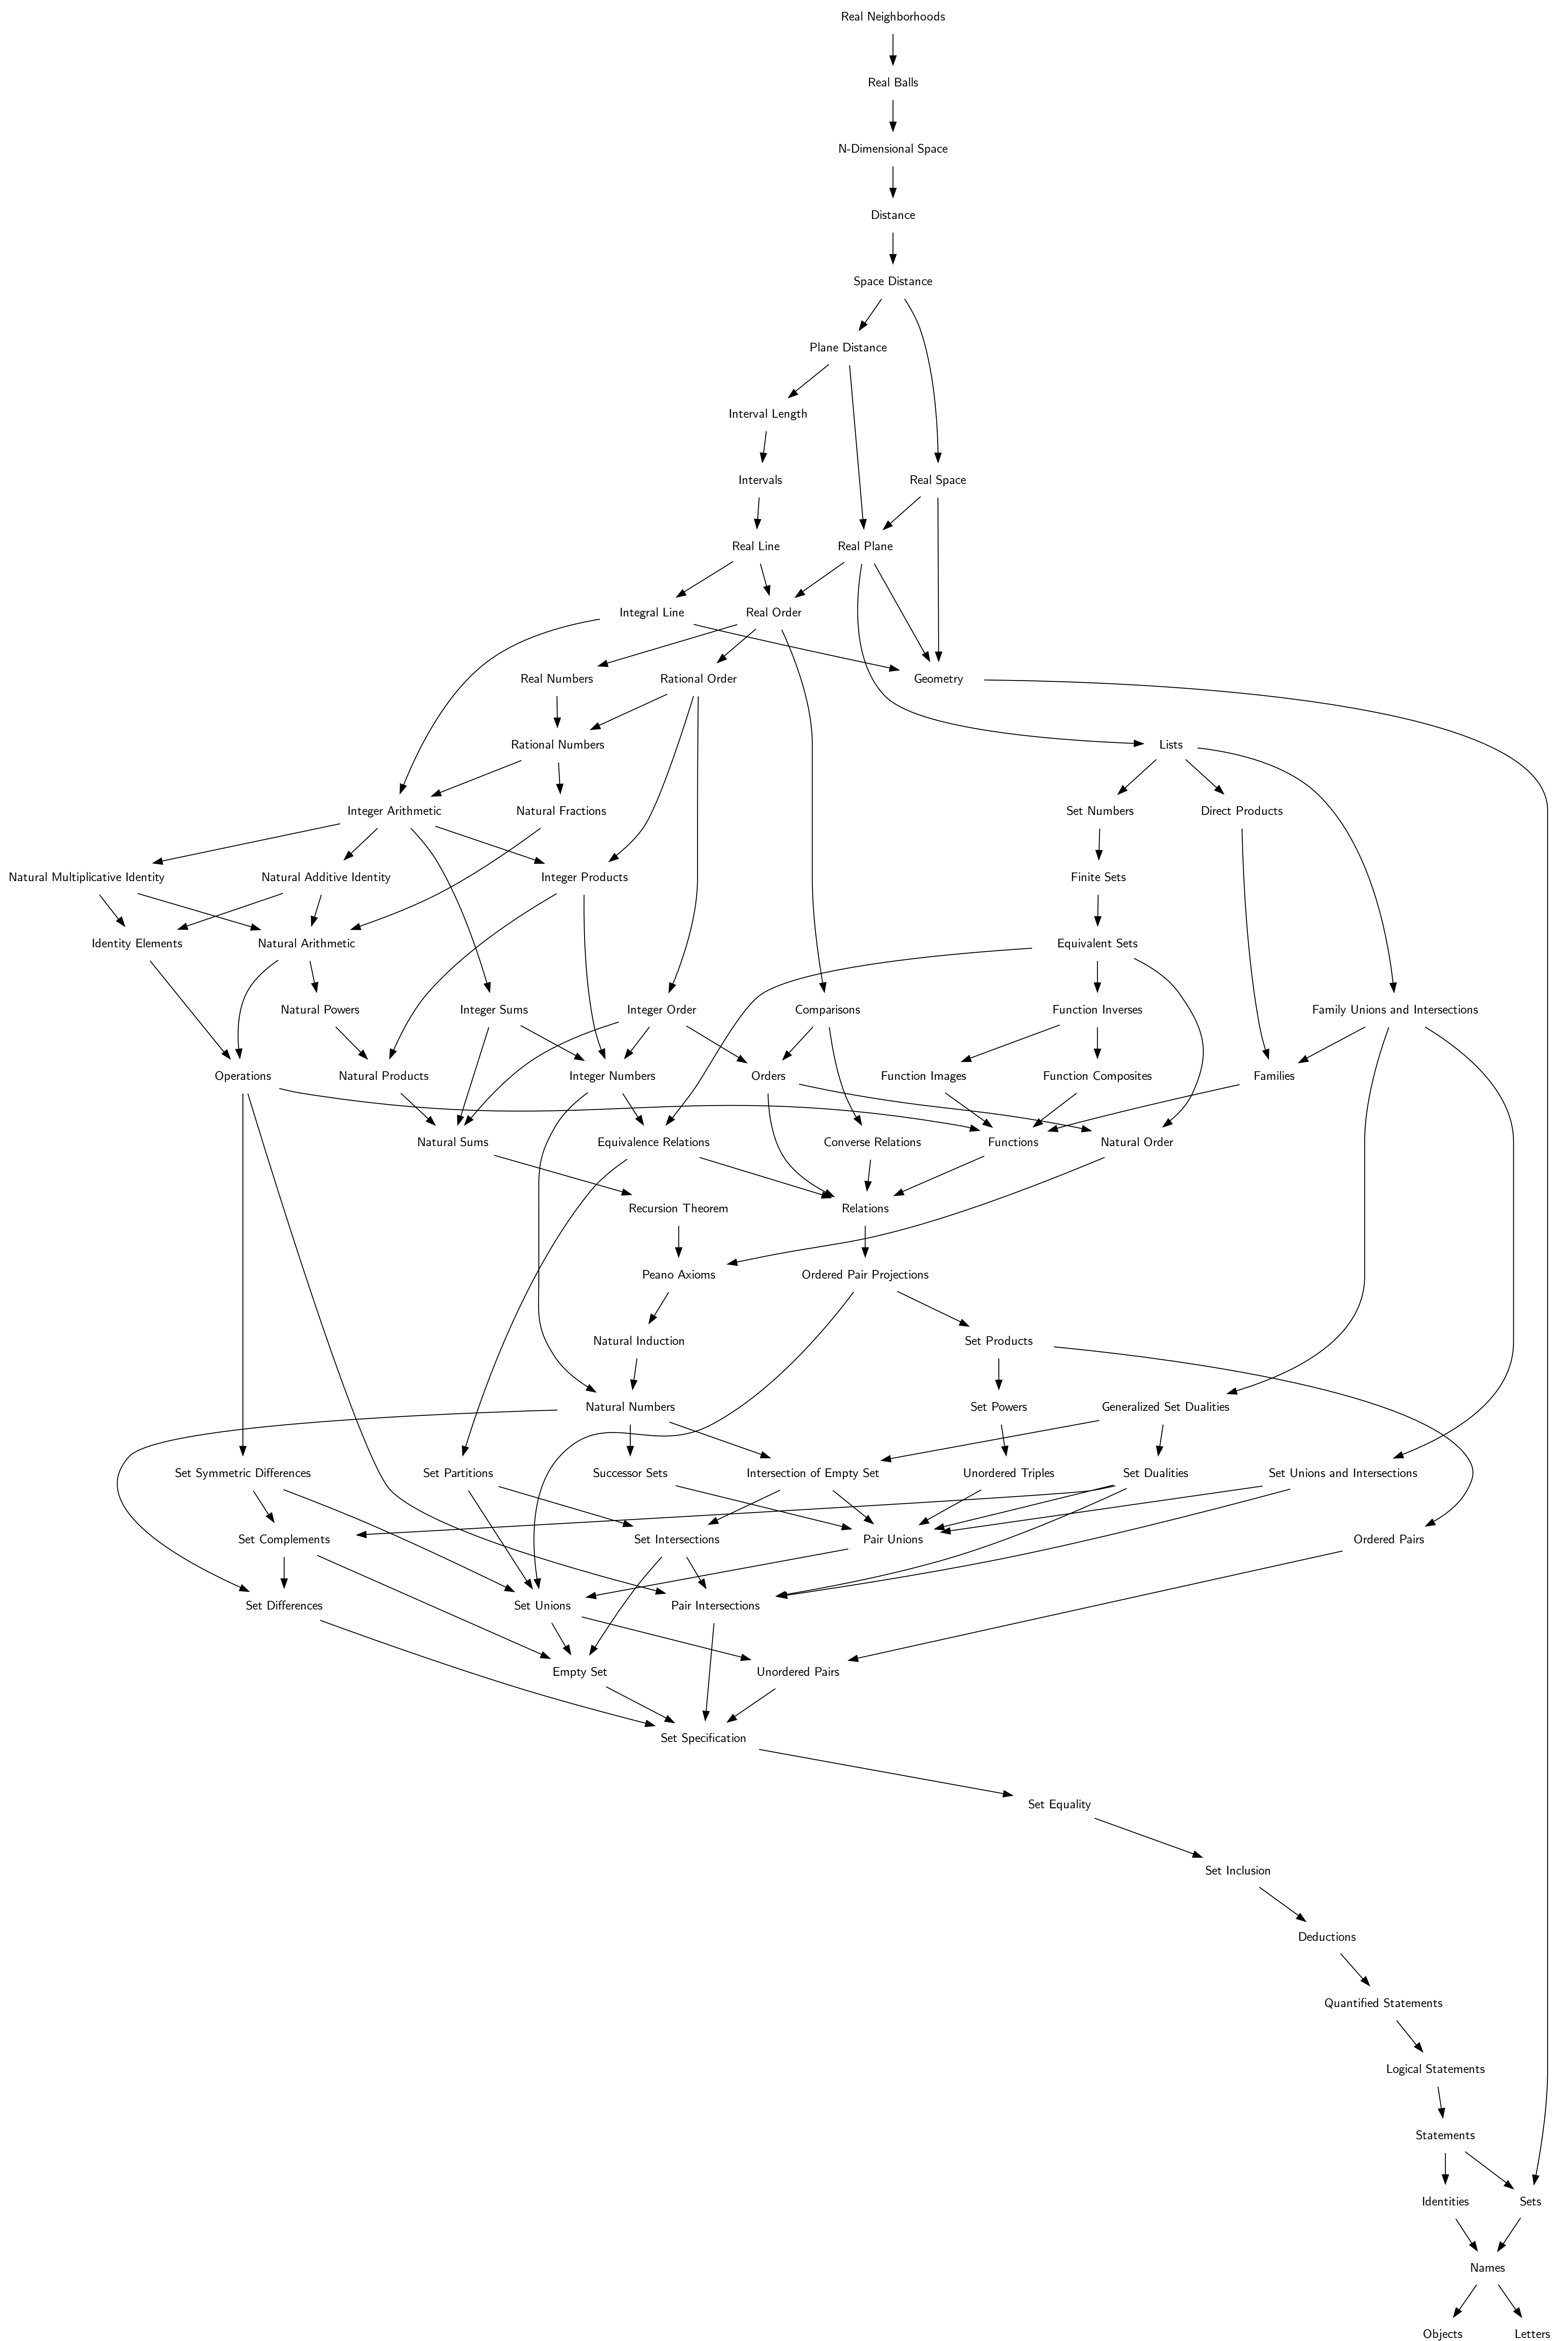 Real Neighborhoods
Real Balls
N-Dimensional Space
Distance
Space Distance
Plane Distance
Interval Length
Intervals
Real Space
Real Line
Real Plane
Integral Line
Real Order
Real Numbers
Rational Order
Geometry
Rational Numbers
Lists
Integer Arithmetic
Natural Fractions
Set Numbers
Direct Products
Natural Multiplicative Identity
Natural Additive Identity
Integer Products
Finite Sets
Identity Elements
Natural Arithmetic
Equivalent Sets
Natural Powers
Integer Sums
Integer Order
Comparisons
Function Inverses
Family Unions and Intersections
Operations
Natural Products
Integer Numbers
Orders
Function Images
Function Composites
Families
Natural Sums
Equivalence Relations
Converse Relations
Functions
Natural Order
Recursion Theorem
Relations
Peano Axioms
Ordered Pair Projections
Natural Induction
Set Products
Natural Numbers
Set Powers
Generalized Set Dualities
Set Symmetric Differences
Set Partitions
Successor Sets
Intersection of Empty Set
Unordered Triples
Set Dualities
Set Unions and Intersections
Set Complements
Set Intersections
Pair Unions
Ordered Pairs
Set Differences
Set Unions
Pair Intersections
Empty Set
Unordered Pairs
Set Specification
Set Equality
Set Inclusion
Deductions
Quantified Statements
Logical Statements
Statements
Identities
Sets
Names
Objects
Letters